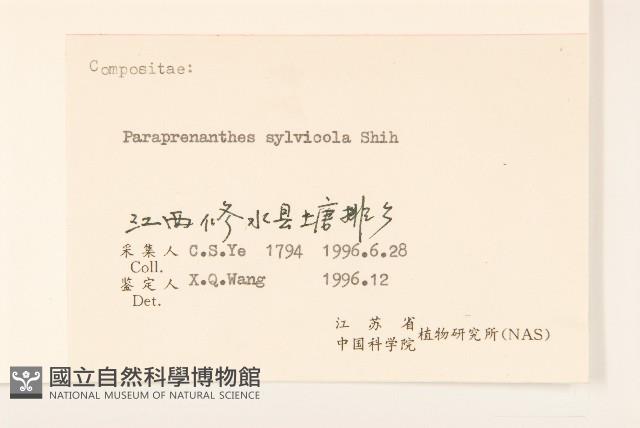 Compositae:
Paraprenanthes sylvicola Shih
江西修水县塘排乡
采集人 C.S.Ye 1794 1996.6.28
Coll.
鉴定人 X.Q.Wang 1996.12
Det.
江苏省
中国科学院 植物研究所(NAS)
國立自然科學博物館
NATIONAL MUSEUM OF NATURAL SCIENCE